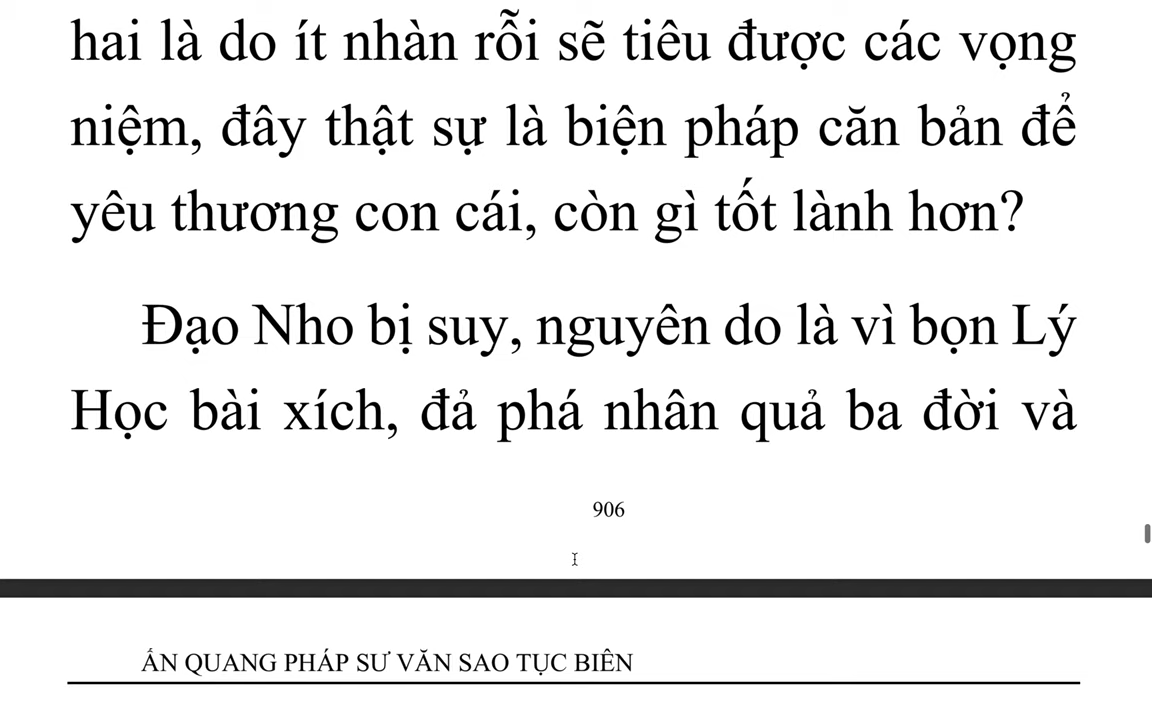 hai là do ít nhàn rỗi sẽ tiêu được các vọng
niệm, đây thật sự là biện pháp căn bản để
yêu thương con cái, còn gì tốt lành hơn?
Đạo Nho bị suy, nguyên do là vì bọn Lý
Học bài xích, đả phá nhân quả ba đời và
906
ẤN QUANG PHÁP SƯ VĂN SAO TỤC BIÊN